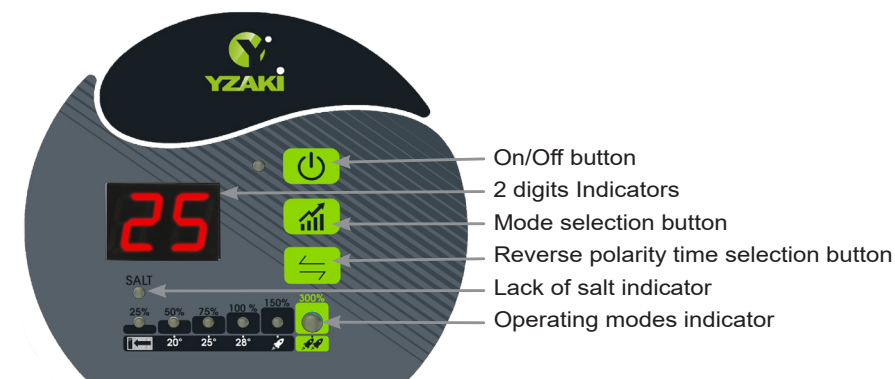 YZAKi
On/Off button
25
2 digits Indicators
Mode selection button
Reverse polarity time selection button
SALT
Lack of salt indicator
25% 50% 75% 100 % 150% 300%
Operating modes indicator
20° 25° 28°